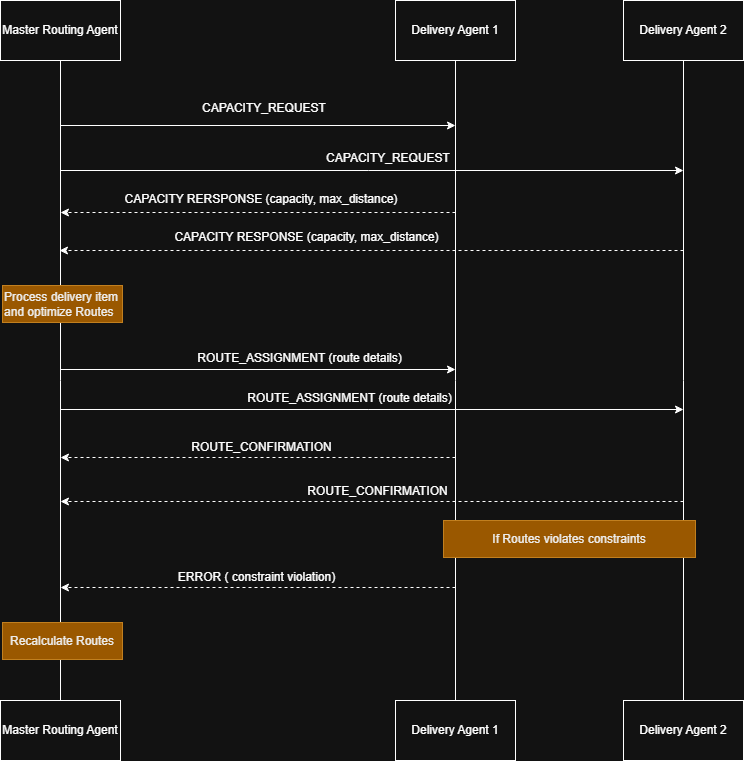 Master Routing Agent
Delivery Agent 1
Delivery Agent 2
CAPACITY_REQUEST
CAPACITY_REQUEST
CAPACITY RERSPONSE (capacity, max_distance)
CAPACITY RESPONSE (capacity, max_distance)
Process delivery item
and optimize Routes
ROUTE_ASSIGNMENT (route details)
ROUTE_ASSIGNMENT (route details)
ROUTE_CONFIRMATION
ROUTE_CONFIRMATION
If Routes violates constraints
ERROR ( constraint violation)
Recalculate Routes
Master Routing Agent
Delivery Agent 1
Delivery Agent 2